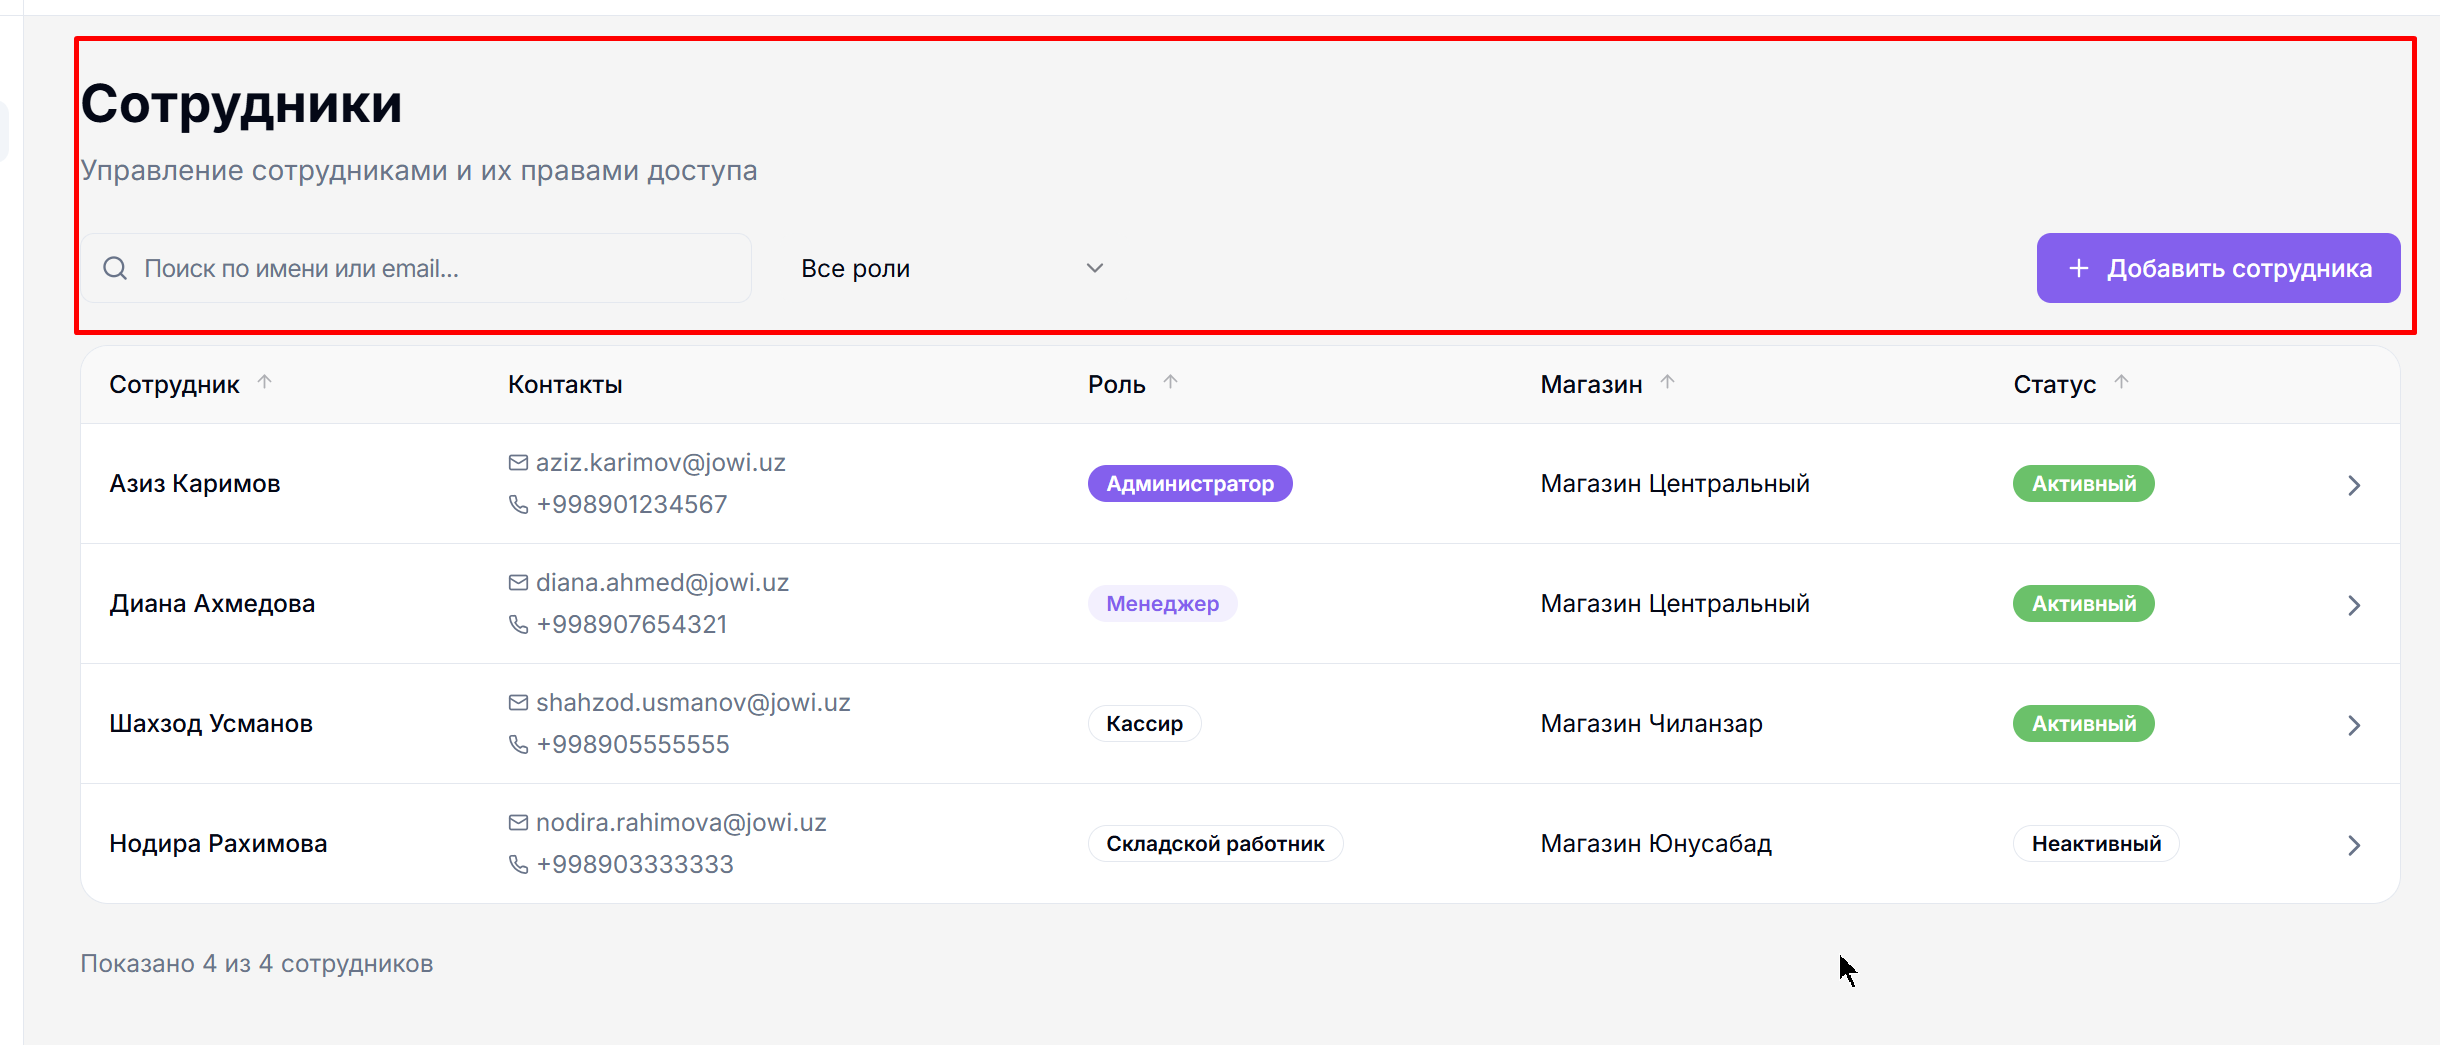 Сотрудники
Управление сотрудниками и их правами доступа
Поиск по имени или email...
Все роли
+ Добавить сотрудника
Сотрудник ↑ Контакты Роль ↑ Магазин ↑ Статус ↑
Азиз Каримов
aziz.karimov@jowi.uz
+998901234567
Администратор
Магазин Центральный
Активный
Диана Ахмедова
diana.ahmed@jowi.uz
+998907654321
Менеджер
Магазин Центральный
Активный
Шахзод Усманов
shahzod.usmanov@jowi.uz
+998905555555
Кассир
Магазин Чиланзар
Активный
Нодира Рахимова
nodira.rahimova@jowi.uz
+998903333333
Складской работник
Магазин Юнусабад
Неактивный
Показано 4 из 4 сотрудников